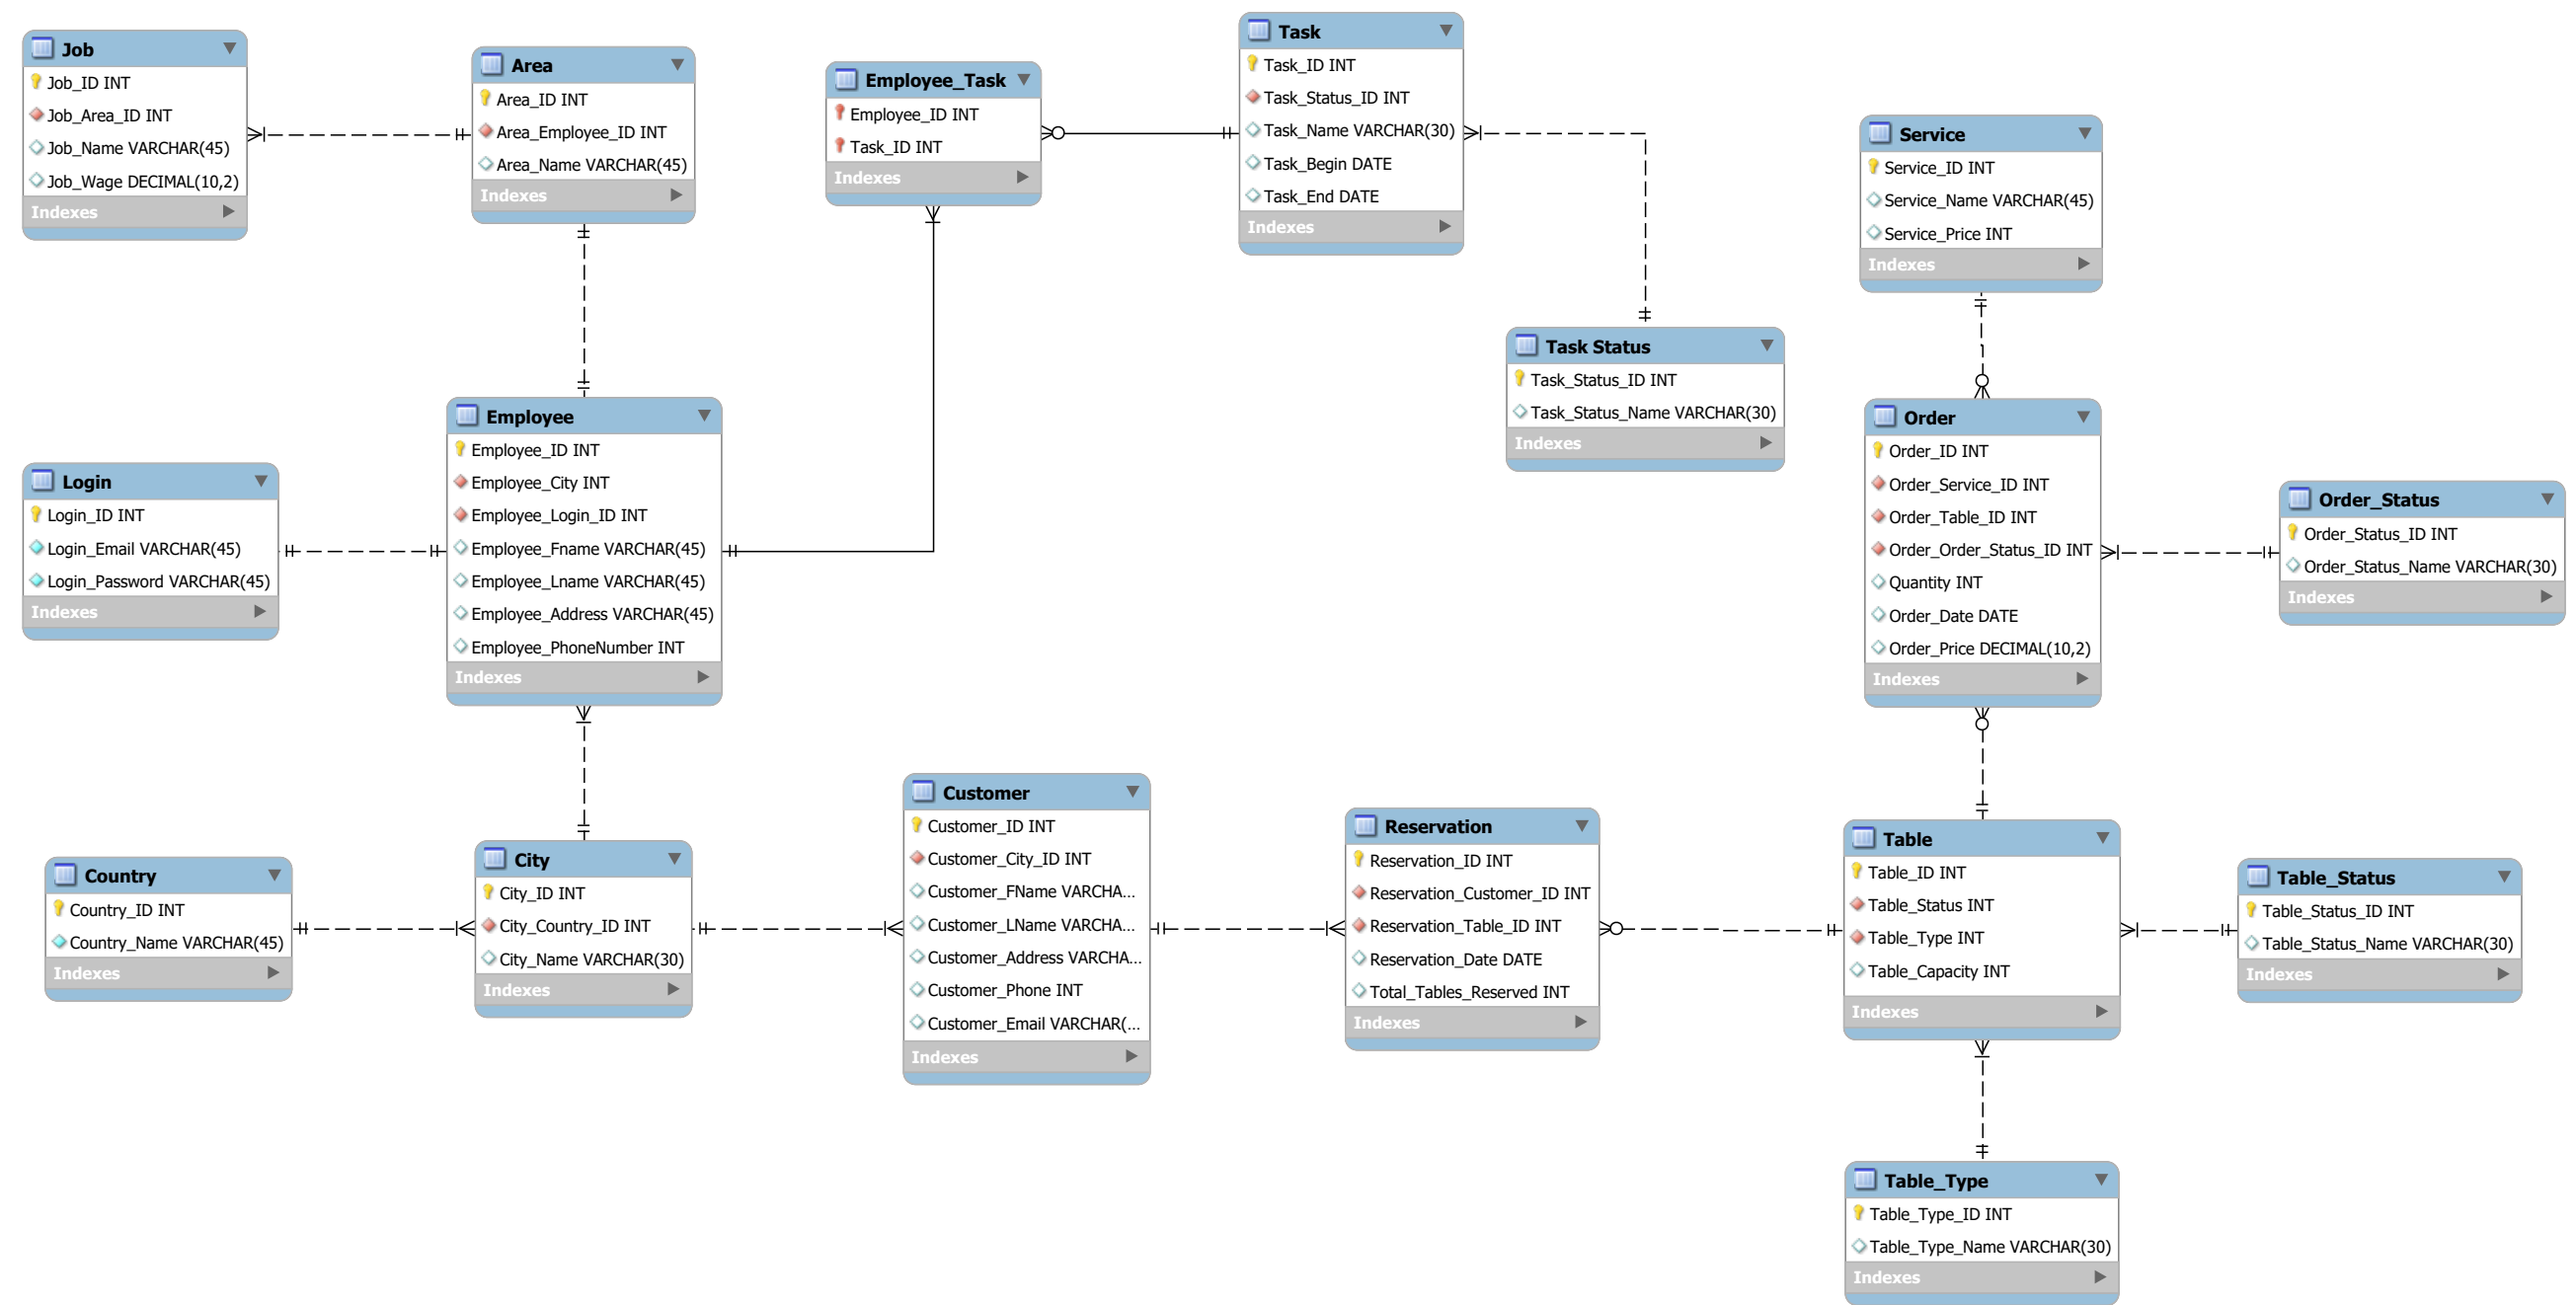 Job
Job_ID INT
Job_Area_ID INT
Job_Name VARCHAR(45)
Job_Wage DECIMAL(10,2)
Indexes
Area
Area_ID INT
Area_Employee_ID INT
Area_Name VARCHAR(45)
Indexes
Employee_Task
Employee_ID INT
Task_ID INT
Indexes
Task
Task_ID INT
Task_Status_ID INT
Task_Name VARCHAR(30)
Task_Begin DATE
Task_End DATE
Indexes
Service
Service_ID INT
Service_Name VARCHAR(45)
Service_Price INT
Indexes
Task Status
Task_Status_ID INT
Task_Status_Name VARCHAR(30)
Indexes
Login
Login_ID INT
Login_Email VARCHAR(45)
Login_Password VARCHAR(45)
Indexes
Employee
Employee_ID INT
Employee_City INT
Employee_Login_ID INT
Employee_Fname VARCHAR(45)
Employee_Lname VARCHAR(45)
Employee_Address VARCHAR(45)
Employee_PhoneNumber INT
Indexes
Order
Order_ID INT
Order_Service_ID INT
Order_Table_ID INT
Order_Order_Status_ID INT
Quantity INT
Order_Date DATE
Order_Price DECIMAL(10,2)
Indexes
Order_Status
Order_Status_ID INT
Order_Status_Name VARCHAR(30)
Indexes
Country
Country_ID INT
Country_Name VARCHAR(45)
Indexes
City
City_ID INT
City_Country_ID INT
City_Name VARCHAR(30)
Indexes
Customer
Customer_ID INT
Customer_City_ID INT
Customer_FName VARCHA...
Customer_LName VARCHA...
Customer_Address VARCHA...
Customer_Phone INT
Customer_Email VARCHAR(...
Indexes
Reservation
Reservation_ID INT
Reservation_Customer_ID INT
Reservation_Table_ID INT
Reservation_Date DATE
Total_Tables_Reserved INT
Indexes
Table
Table_ID INT
Table_Status INT
Table_Type INT
Table_Capacity INT
Indexes
Table_Status
Table_Status_ID INT
Table_Status_Name VARCHAR(30)
Indexes
Table_Type
Table_Type_ID INT
Table_Type_Name VARCHAR(30)
Indexes